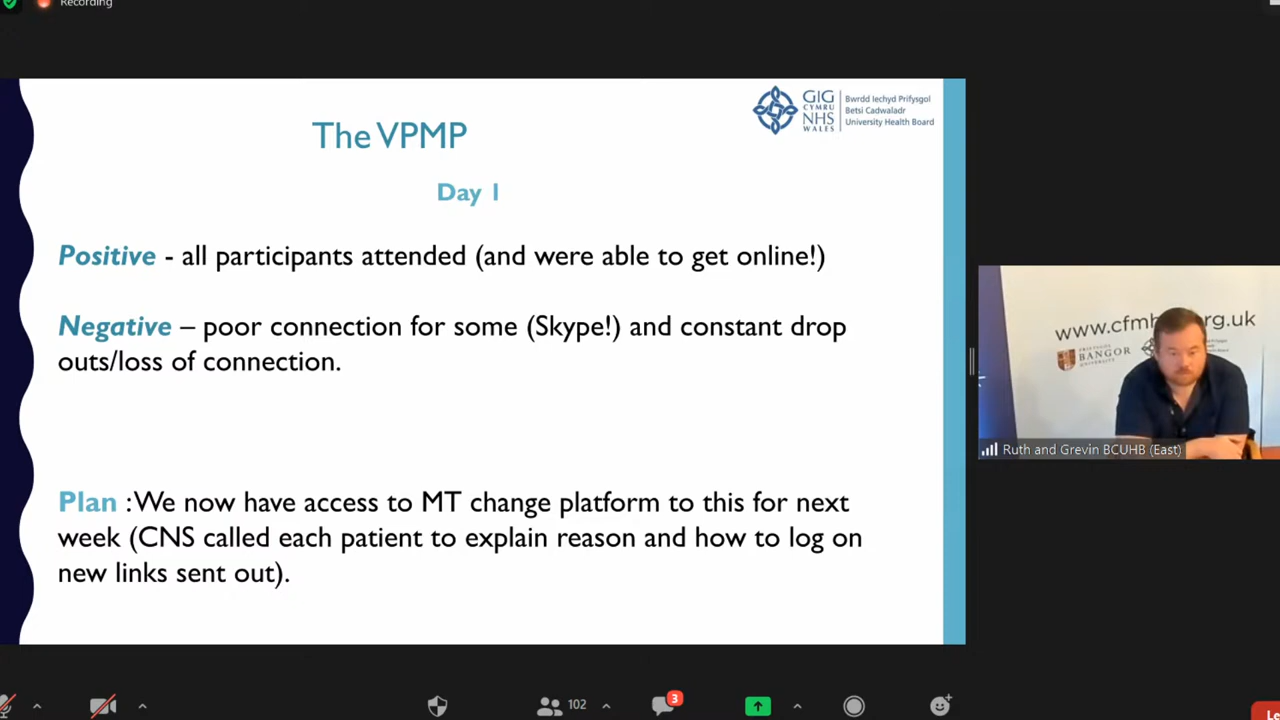 Recording
GIG
CYMRU
NHS
WALES
Bwrdd Iechyd Prifysgol
Betsi Cadwaladr
University Health Board
The VPMP
Day 1
Positive - all participants attended (and were able to get online!)
Negative – poor connection for some (Skype!) and constant drop
outs/loss of connection.
Plan :We now have access to MT change platform to this for next
week (CNS called each patient to explain reason and how to log on
new links sent out).
BANGOR
UNIVERSITY
Ruth and Grevin BCUHB (East)
102
3